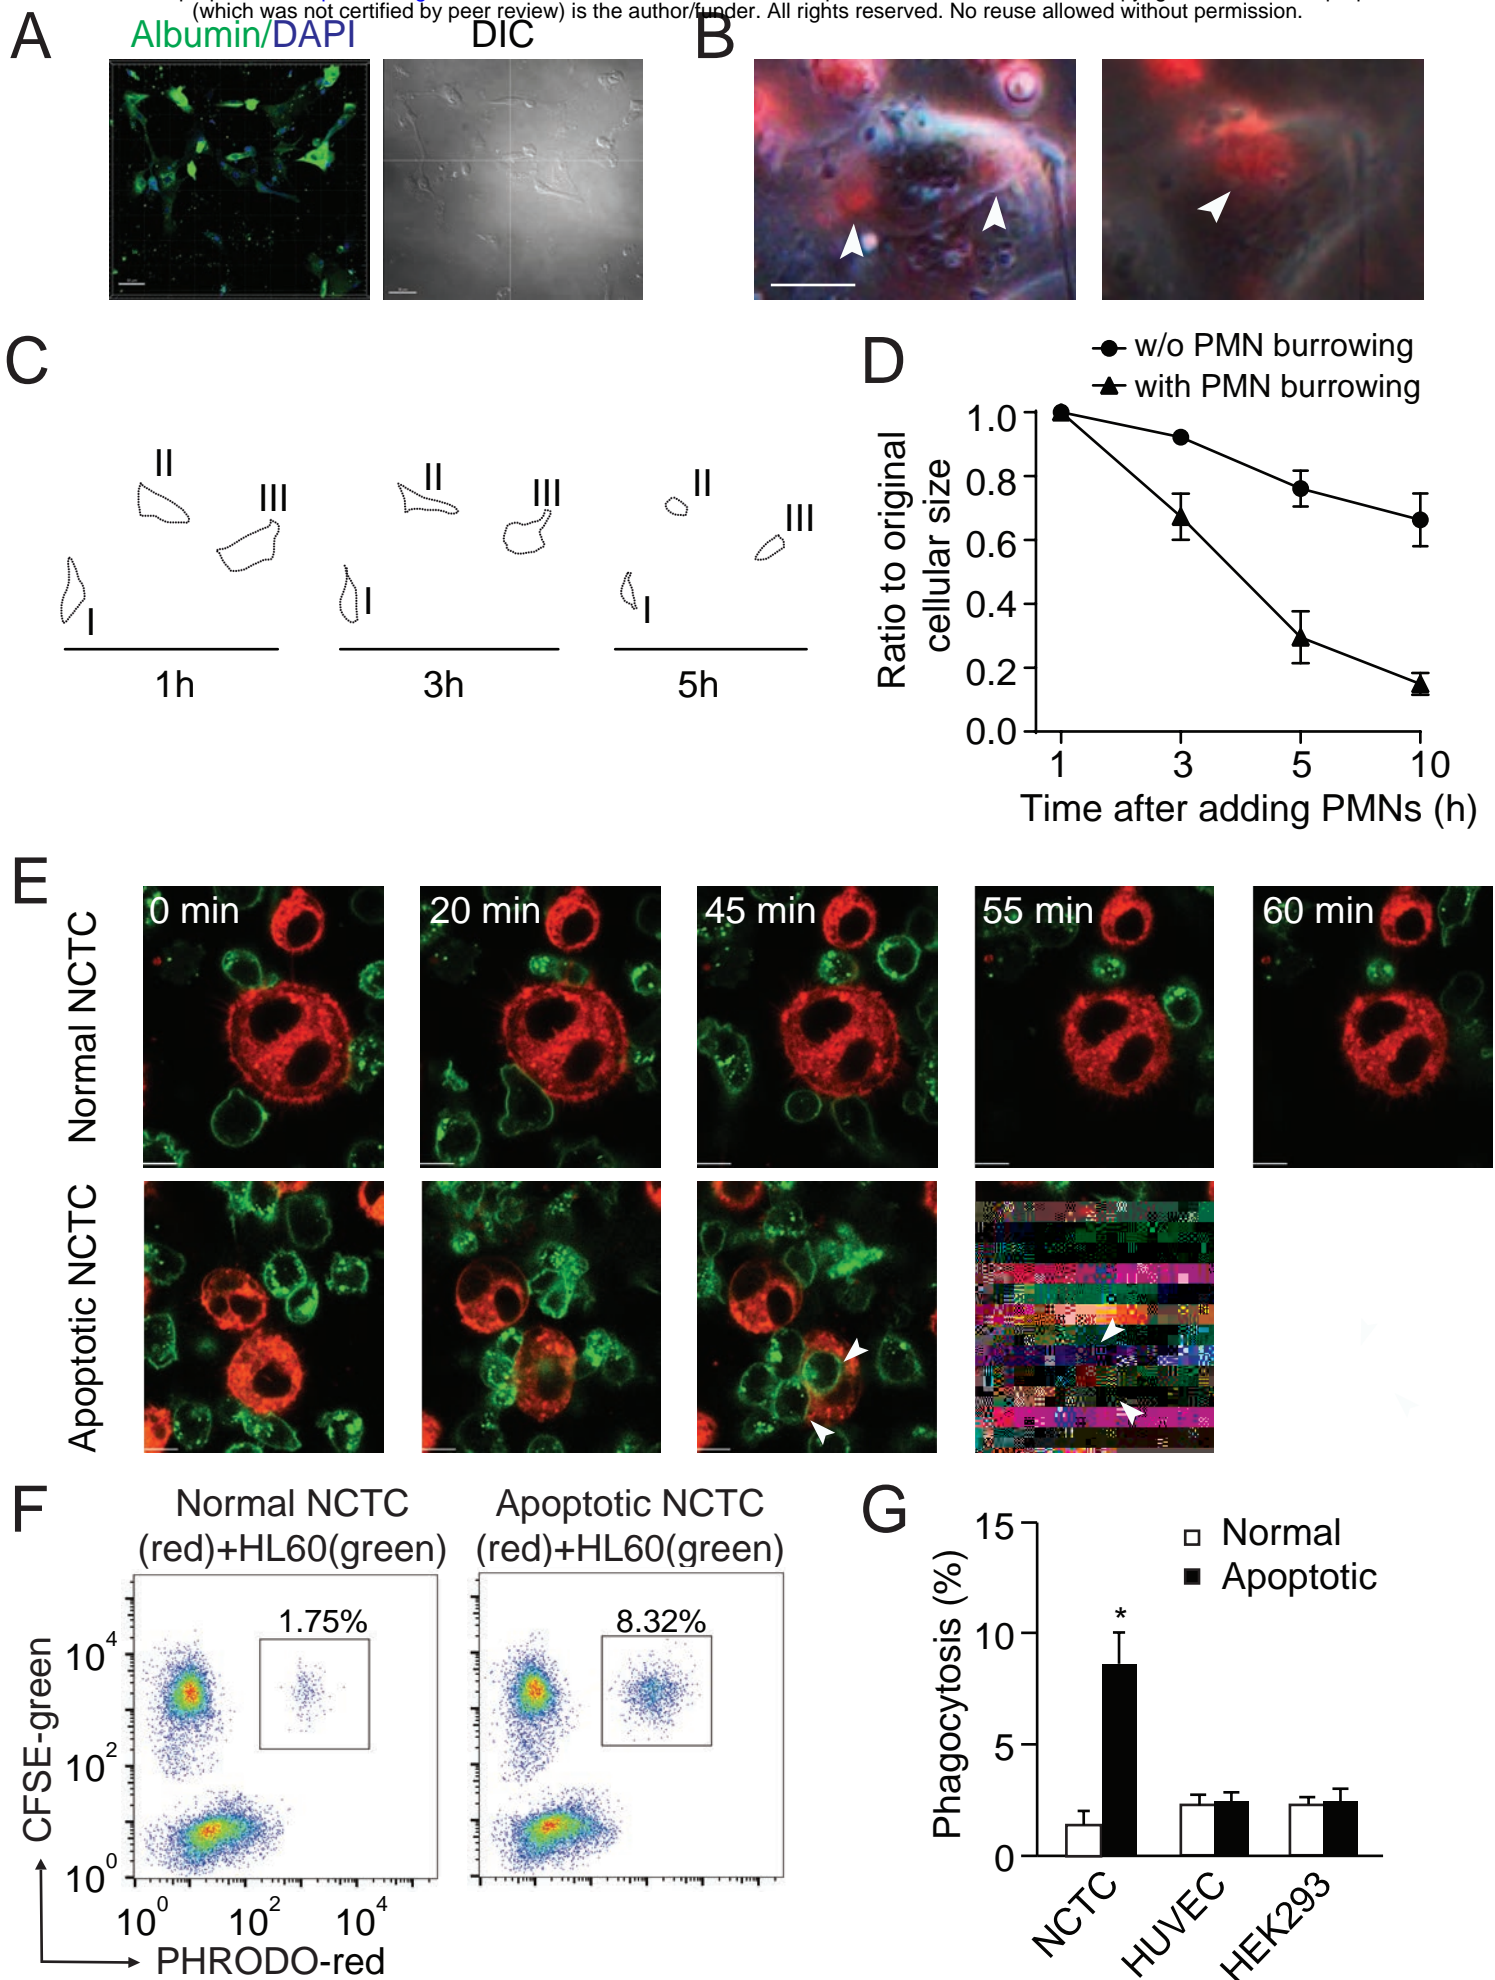 (which was not certified by peer review) is the author/funder. All rights reserved. No reuse allowed without permission.
A
Albumin/DAPI
DIC
B
C
II
III
I
1h
II
III
I
3h
II
III
I
5h
D
w/o PMN burrowing
with PMN burrowing
Ratio to original
cellular size
1.0
0.8
0.6
0.4
0.2
0.0
1 3 5 10
Time after adding PMNs (h)
E
Normal NCTC
0 min
20 min
45 min
55 min
60 min
Apoptotic NCTC
F
Normal NCTC
(red)+HL60(green)
Apoptotic NCTC
(red)+HL60(green)
1.75%
8.32%
CFSE-green
10^4
10^2
10^0
10^0 10^2 10^4
PHRODO-red
G
Normal
Apoptotic
Phagocytosis (%)
15
10
5
0
*
NCTC
HUVEC
HEK293